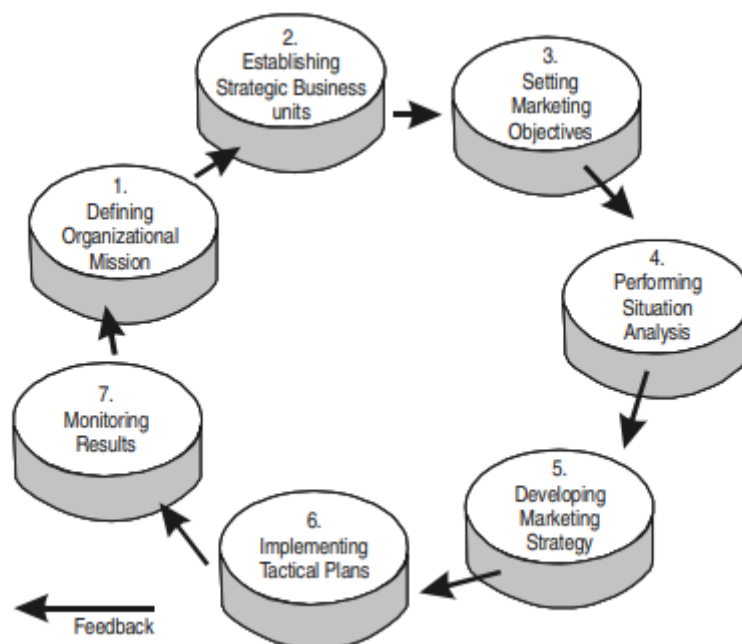 1.
Defining
Organizational
Mission
2.
Establishing
Strategic Business
units
3.
Setting
Marketing
Objectives
4.
Performing
Situation
Analysis
5.
Developing
Marketing
Strategy
6.
Implementing
Tactical Plans
7.
Monitoring
Results
Feedback